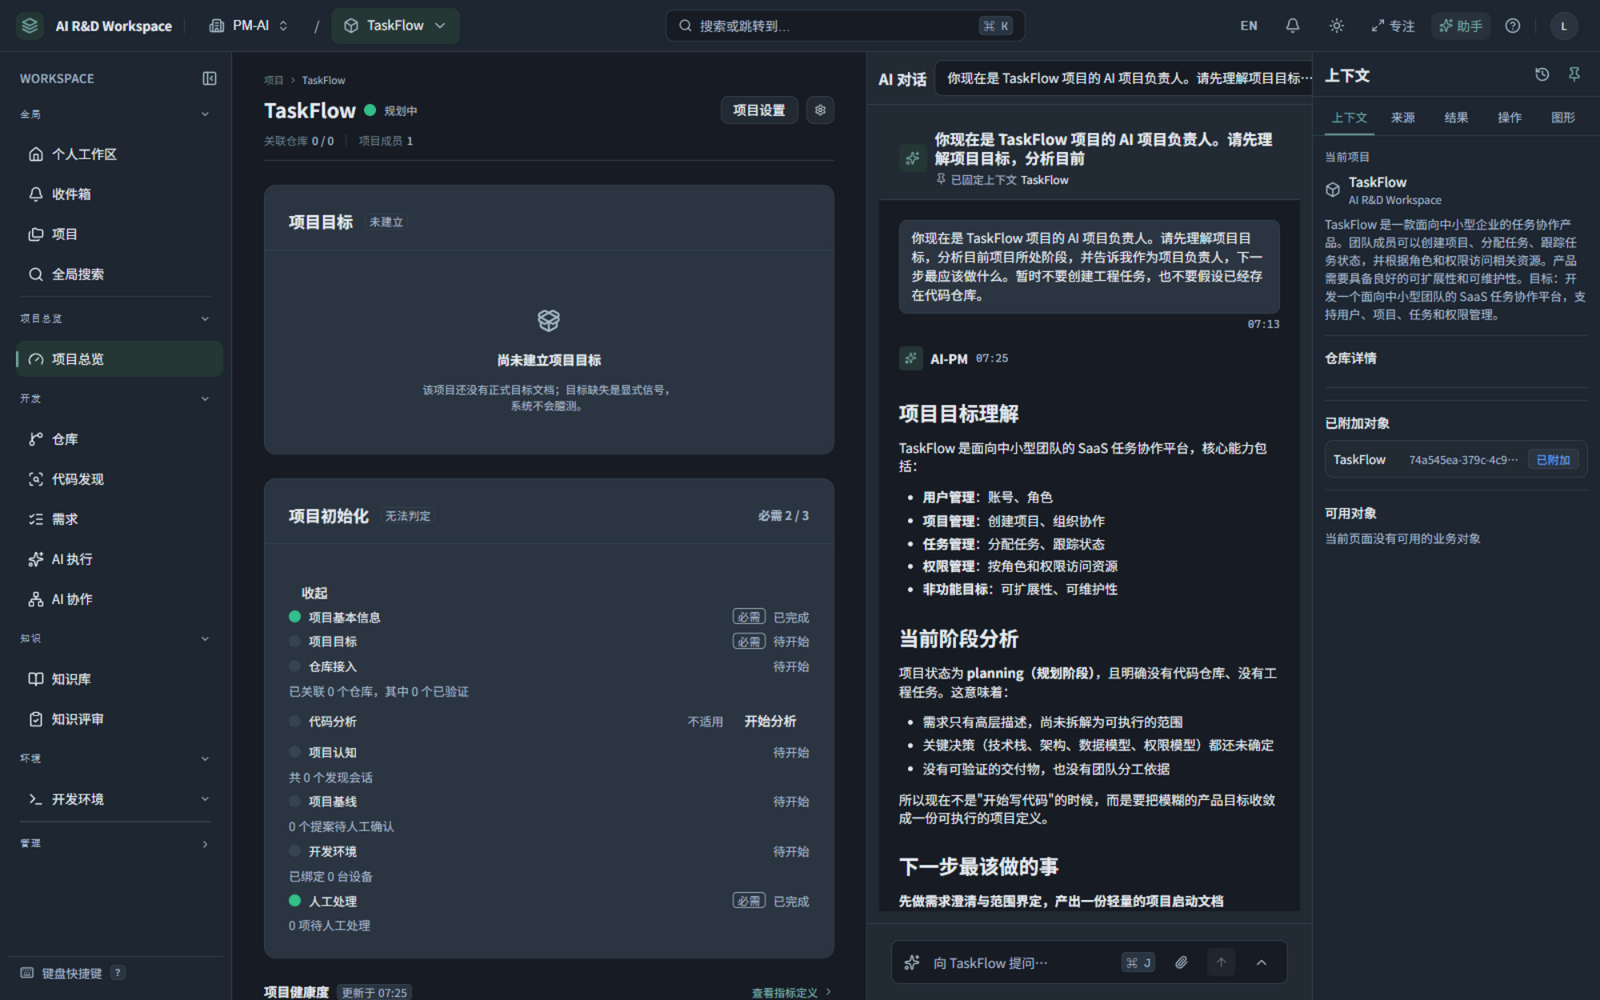 AI R&D Workspace
PM-AI
/
TaskFlow
搜索或跳转到...
⌘ K
EN
专注
助手
L
WORKSPACE
全局
个人工作区
收件箱
项目
全局搜索
项目总览
项目总览
开发
仓库
代码发现
需求
AI 执行
AI 协作
知识
知识库
知识评审
环境
开发环境
管理
键盘快捷键 ?
项目 > TaskFlow
TaskFlow 规划中
项目设置
关联仓库 0 / 0 项目成员 1
项目目标 未建立
尚未建立项目目标
该项目还没有正式目标文档；目标缺失是显式信号，
系统不会臆测。
项目初始化 无法判定 必需 2 / 3
收起
项目基本信息 必需 已完成
项目目标 必需 待开始
仓库接入 待开始
已关联 0 个仓库，其中 0 个已验证
代码分析 不适用 开始分析
项目认知 待开始
共 0 个发现会话
项目基线 待开始
0 个提案待人工确认
开发环境 待开始
已绑定 0 台设备
人工处理 必需 已完成
0 项待人工处理
项目健康度 更新于 07:25 查看指标定义
AI 对话
你现在是 TaskFlow 项目的 AI 项目负责人。请先理解项目目标…
你现在是 TaskFlow 项目的 AI 项目负责人。请先理
解项目目标，分析目前
已固定上下文 TaskFlow
你现在是 TaskFlow 项目的 AI 项目负责人。请先理解项目目
标，分析目前项目所处阶段，并告诉我作为项目负责人，下一
步最应该做什么。暂时不要创建工程任务，也不要假设已经存
在代码仓库。
07:13
AI-PM 07:25
项目目标理解
TaskFlow 是面向中小型团队的 SaaS 任务协作平台，核心能力包
括：
• 用户管理：账号、角色
• 项目管理：创建项目、组织协作
• 任务管理：分配任务、跟踪状态
• 权限管理：按角色和权限访问资源
• 非功能目标：可扩展性、可维护性
当前阶段分析
项目状态为 planning（规划阶段），且明确没有代码仓库、没有工
程任务。这意味着：
• 需求只有高层描述，尚未拆解为可执行的范围
• 关键决策（技术栈、架构、数据模型、权限模型）都还未确定
• 没有可验证的交付物，也没有团队分工依据
所以现在不是"开始写代码"的时候，而是要把模糊的产品目标收敛
成一份可执行的项目定义。
下一步最该做的事
先做需求澄清与范围界定，产出一份轻量的项目启动文档
向 TaskFlow 提问…
⌘ J
上下文
上下文 来源 结果 操作 图形
当前项目
TaskFlow
AI R&D Workspace
TaskFlow 是一款面向中小型企业的任务协作产
品。团队成员可以创建项目、分配任务、跟踪任
务状态，并根据角色和权限访问相关资源。产品
需要具备良好的可扩展性和可维护性。目标：开
发一个面向中小型团队的 SaaS 任务协作平台，支
持用户、项目、任务和权限管理。
仓库详情
已附加对象
TaskFlow 74a545ea-379c-4c9… 已附加
可用对象
当前页面没有可用的业务对象